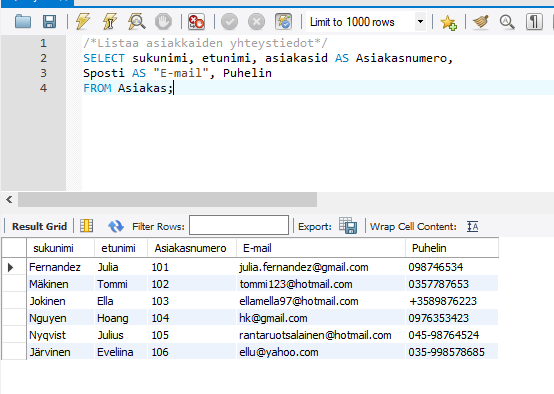 Limit to 1000 rows
1 /*Listaa asiakkaiden yhteystiedot*/
2 SELECT sukunimi, etunimi, asiakasid AS Asiakasnumero,
3 Sposti AS "E-mail", Puhelin
4 FROM Asiakas;
Result Grid Filter Rows: Export: Wrap Cell Content:
sukunimi etunimi Asiakasnumero E-mail Puhelin
Fernandez Julia 101 julia.fernandez@gmail.com 098746534
Mäkinen Tommi 102 tommi123@hotmail.com 0357787653
Jokinen Ella 103 ellamella97@hotmail.com +3589876223
Nguyen Hoang 104 hk@gmail.com 0976353423
Nyqvist Julius 105 rantaruotsalainen@hotmail.com 045-98764524
Järvinen Eveliina 106 ellu@yahoo.com 035-998578685